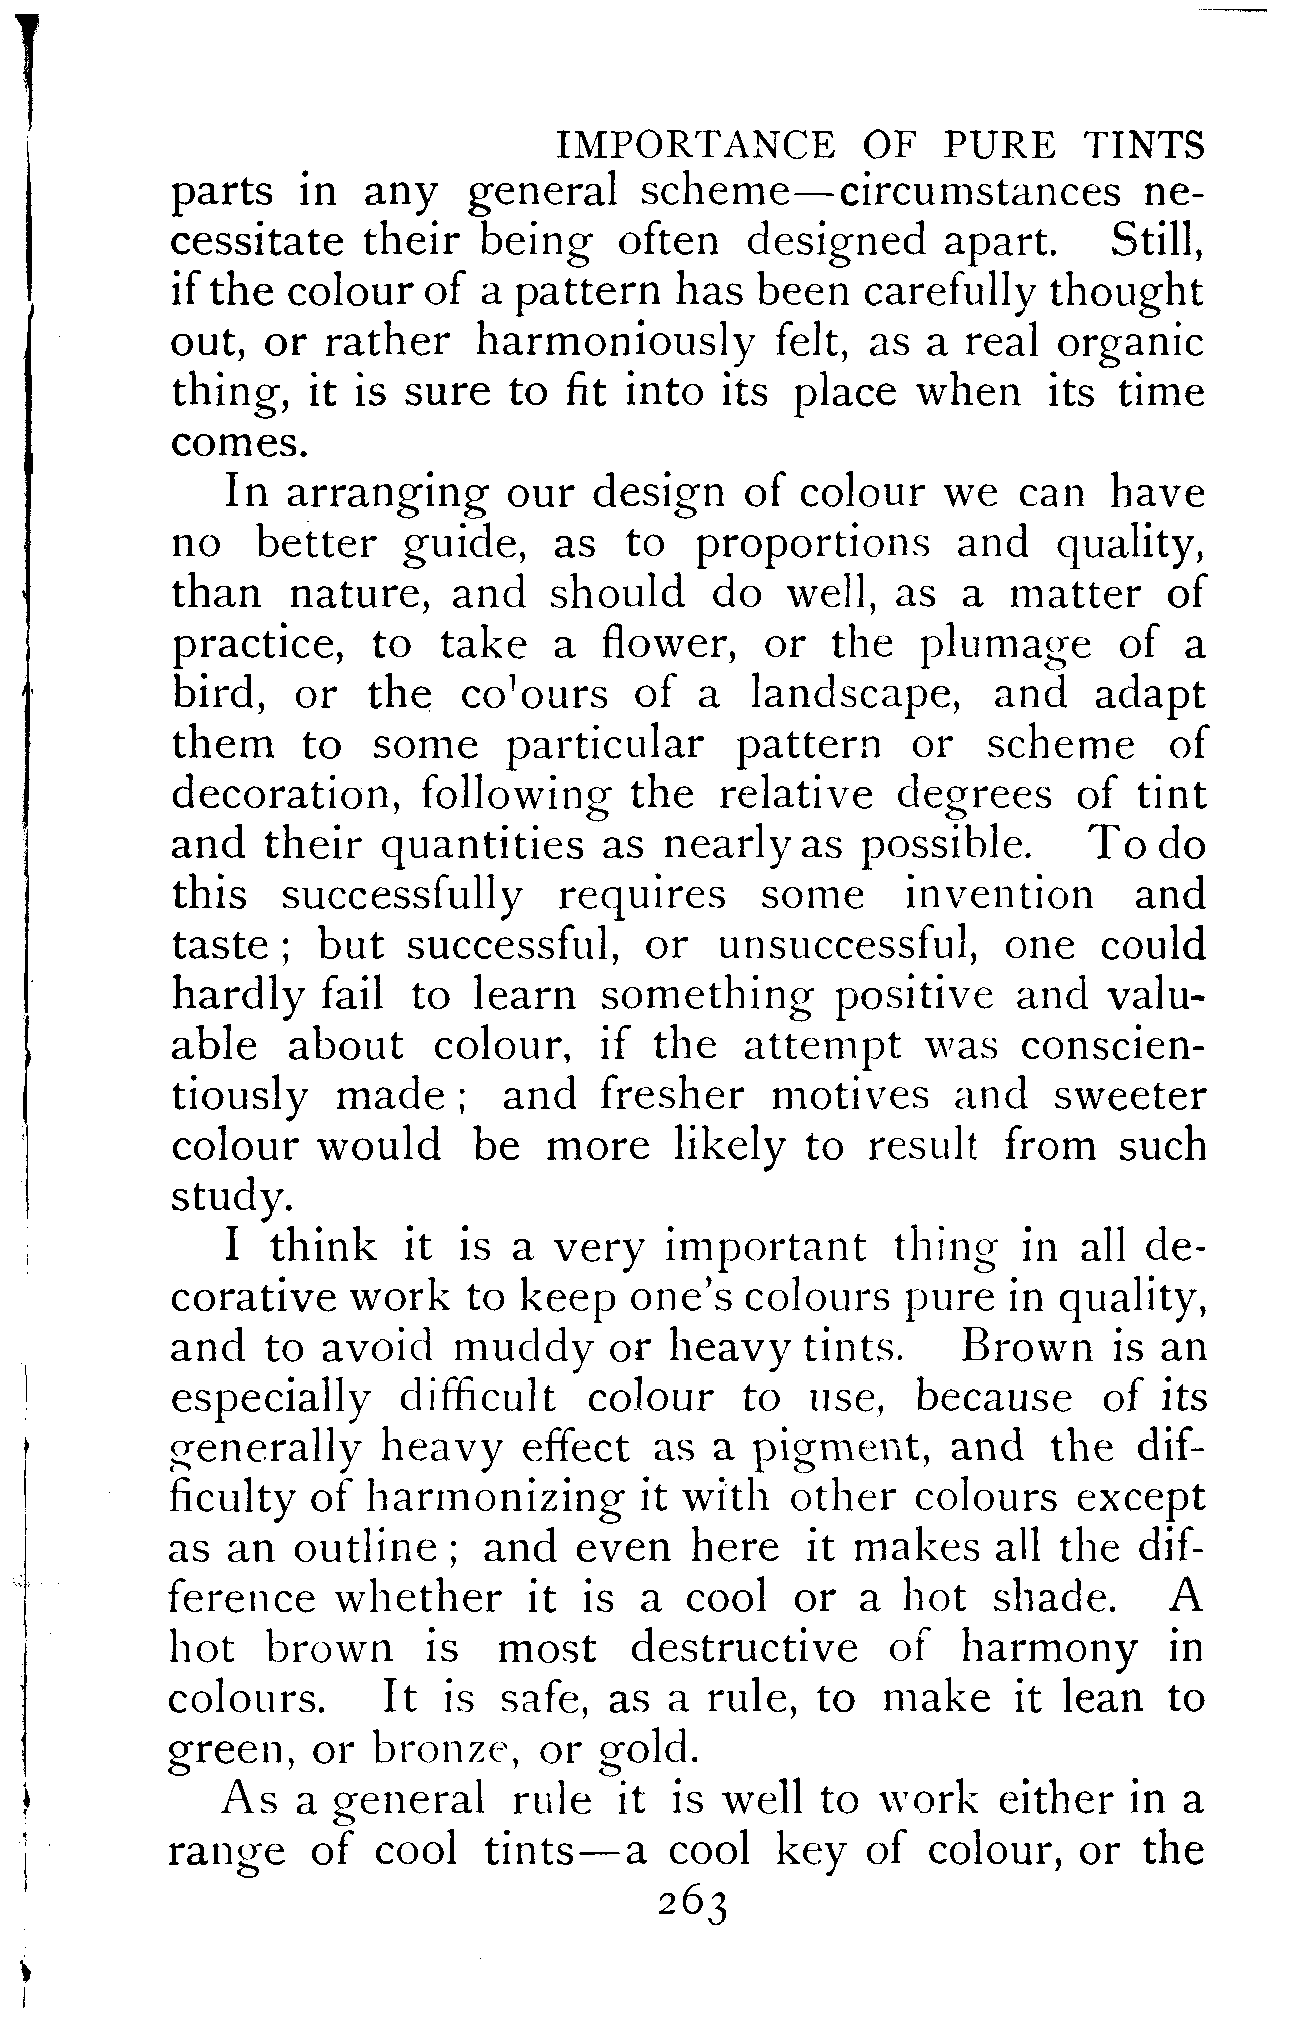 IMPORTANCE OF PURE TINTS
parts in any general scheme—circumstances ne-
cessitate their being often designed apart. Still,
if the colour of a pattern has been carefully thought
out, or rather harmoniously felt, as a real organic
thing, it is sure to fit into its place when its time
comes.
In arranging our design of colour we can have
no better guide, as to proportions and quality,
than nature, and should do well, as a matter of
practice, to take a flower, or the plumage of a
bird, or the colours of a landscape, and adapt
them to some particular pattern or scheme of
decoration, following the relative degrees of tint
and their quantities as nearly as possible. To do
this successfully requires some invention and
taste ; but successful, or unsuccessful, one could
hardly fail to learn something positive and valu-
able about colour, if the attempt was conscien-
tiously made ; and fresher motives and sweeter
colour would be more likely to result from such
study.
I think it is a very important thing in all de-
corative work to keep one's colours pure in quality,
and to avoid muddy or heavy tints. Brown is an
especially difficult colour to use, because of its
generally heavy effect as a pigment, and the dif-
ficulty of harmonizing it with other colours except
as an outline ; and even here it makes all the dif-
ference whether it is a cool or a hot shade. A
hot brown is most destructive of harmony in
colours. It is safe, as a rule, to make it lean to
green, or bronze, or gold.
As a general rule it is well to work either in a
range of cool tints—a cool key of colour, or the
263